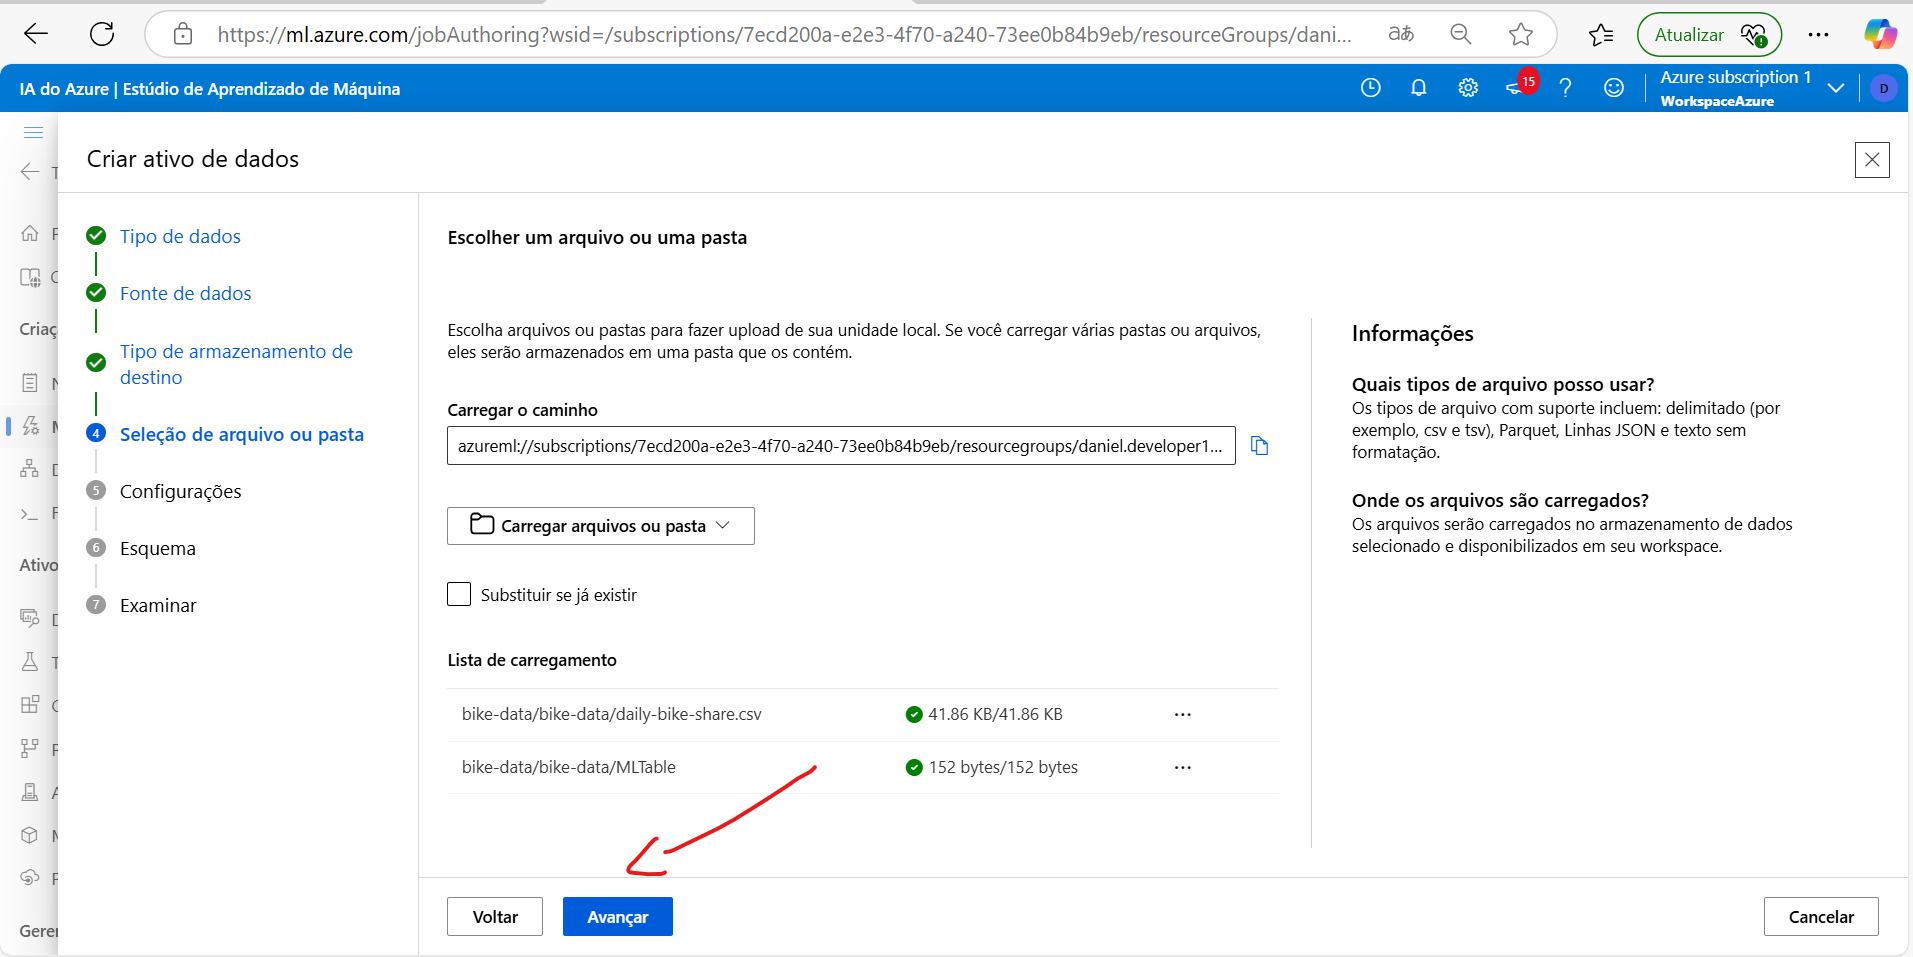 https://ml.azure.com/jobAuthoring?wsid=/subscriptions/7ecd200a-e2e3-4f70-a240-73ee0b84b9eb/resourceGroups/dani...
aあ
Atualizar
IA do Azure | Estúdio de Aprendizado de Máquina
15
Azure subscription 1
WorkspaceAzure
D
Criar ativo de dados
Tipo de dados
Fonte de dados
Tipo de armazenamento de
destino
4
Seleção de arquivo ou pasta
5
Configurações
6
Esquema
7
Examinar
Escolher um arquivo ou uma pasta
Escolha arquivos ou pastas para fazer upload de sua unidade local. Se você carregar várias pastas ou arquivos,
eles serão armazenados em uma pasta que os contém.
Carregar o caminho
azureml://subscriptions/7ecd200a-e2e3-4f70-a240-73ee0b84b9eb/resourcegroups/daniel.developer1...
Carregar arquivos ou pasta
Substituir se já existir
Lista de carregamento
bike-data/bike-data/daily-bike-share.csv 41.86 KB/41.86 KB ...
bike-data/bike-data/MLTable 152 bytes/152 bytes ...
Informações
Quais tipos de arquivo posso usar?
Os tipos de arquivo com suporte incluem: delimitado (por
exemplo, csv e tsv), Parquet, Linhas JSON e texto sem
formatação.
Onde os arquivos são carregados?
Os arquivos serão carregados no armazenamento de dados
selecionado e disponibilizados em seu workspace.
Voltar
Avançar
Cancelar